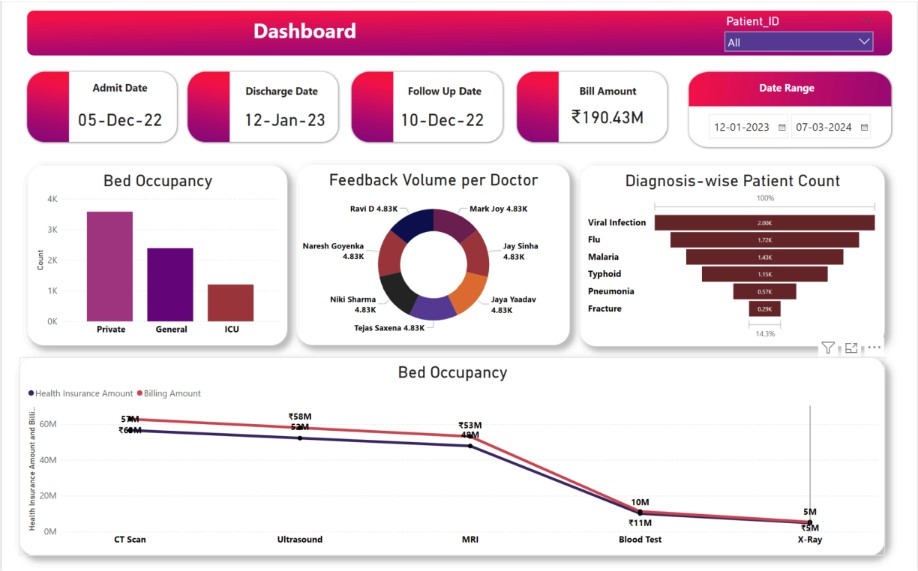 Dashboard
Patient_ID
All
Admit Date
05-Dec-22
Discharge Date
12-Jan-23
Follow Up Date
10-Dec-22
Bill Amount
₹190.43M
Date Range
12-01-2023
07-03-2024
Bed Occupancy
4K
3K
2K
1K
0K
Count
Private
General
ICU
Feedback Volume per Doctor
Ravi D 4.83K
Mark Joy 4.83K
Naresh Goyenka
4.83K
Jay Sinha
4.83K
Niki Sharma
4.83K
Jaya Yaadav
4.83K
Tejas Saxena 4.83K
Diagnosis-wise Patient Count
100%
Viral Infection
2.00K
Flu
1.72K
Malaria
1.43K
Typhoid
1.15K
Pneumonia
0.57K
Fracture
0.29K
14.3%
Bed Occupancy
Health Insurance Amount
Billing Amount
Health Insurance Amount and Billi...
60M
40M
20M
0M
57M
₹58M
52M
₹53M
48M
10M
₹11M
5M
₹5M
CT Scan
Ultrasound
MRI
Blood Test
X-Ray